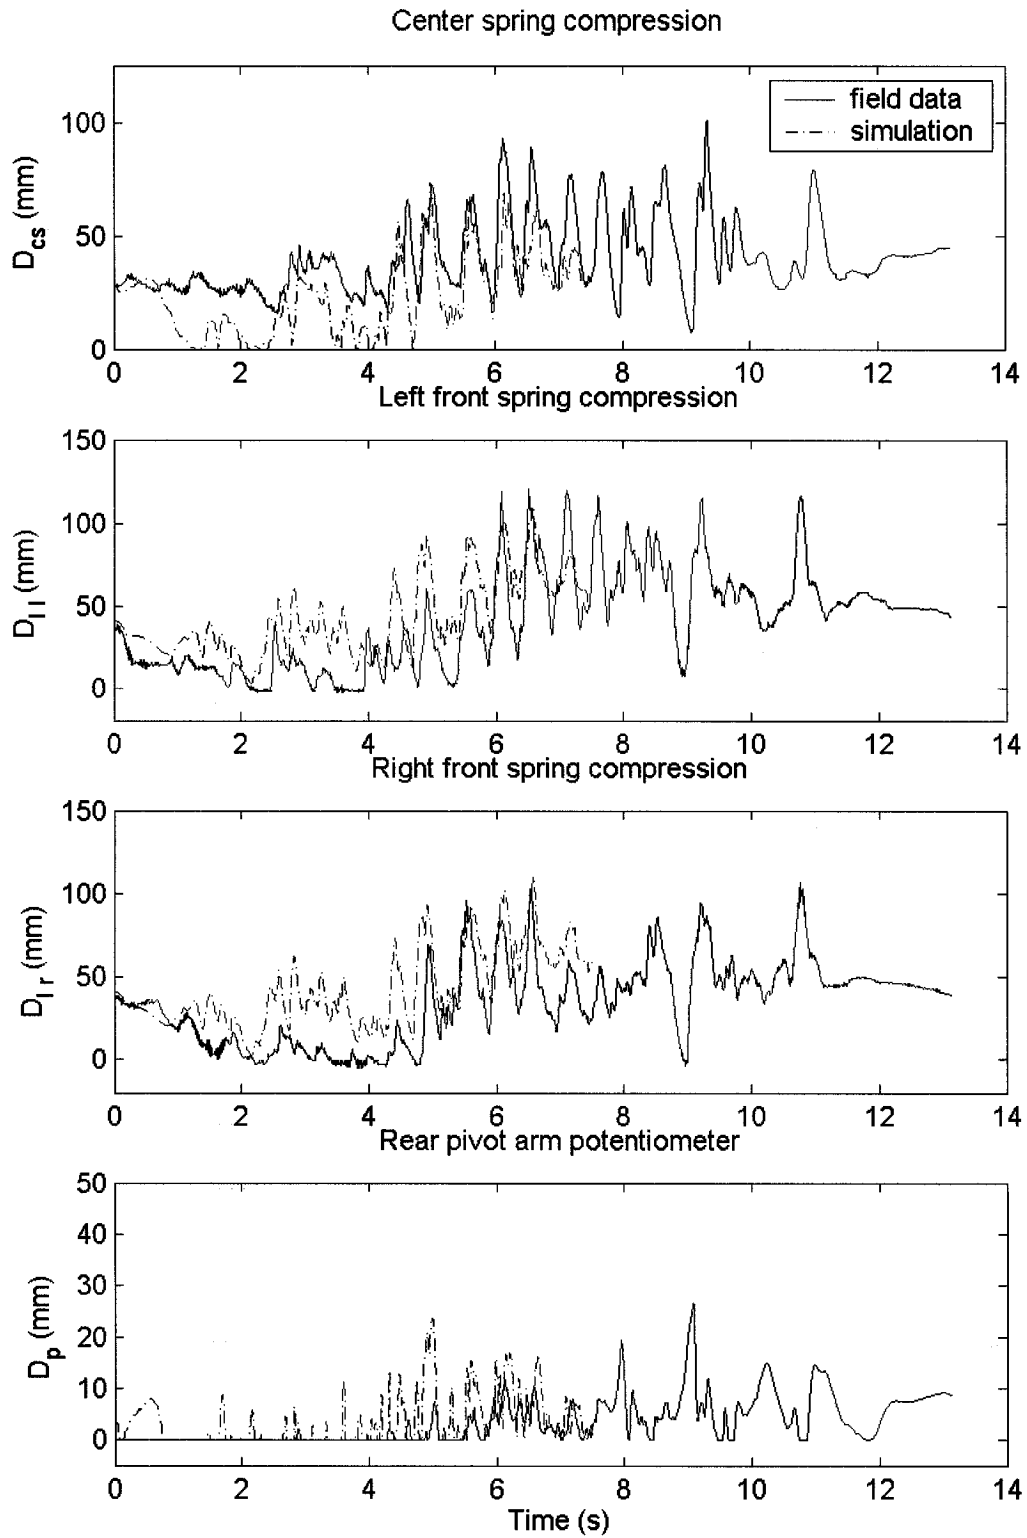 Center spring compression
field data
simulation
D_cs (mm)
100
50
0
0 2 4 6 8 10 12 14
Left front spring compression
D_l l (mm)
150
100
50
0
0 2 4 6 8 10 12 14
Right front spring compression
D_l r (mm)
150
100
50
0
0 2 4 6 8 10 12 14
Rear pivot arm potentiometer
D_p (mm)
50
40
30
20
10
0
0 2 4 6 8 10 12 14
Time (s)